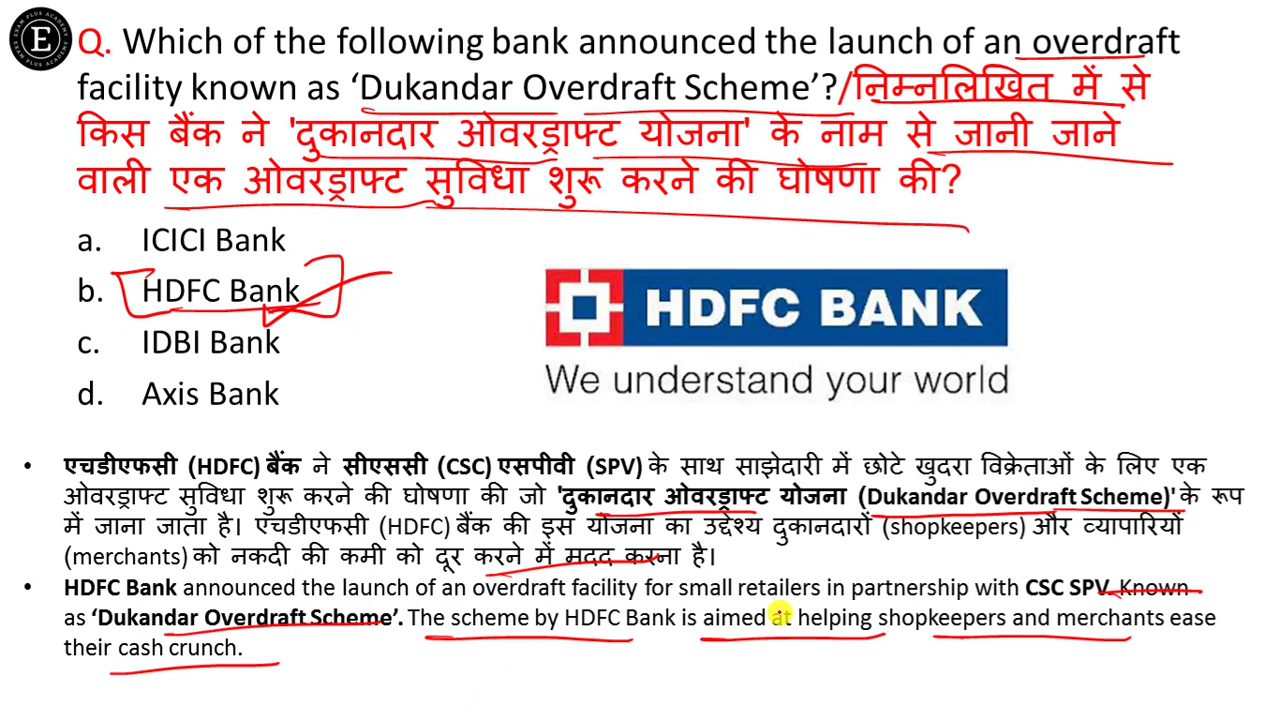 EXAM PLUS ACADEMY
E
Q. Which of the following bank announced the launch of an overdraft
facility known as ‘Dukandar Overdraft Scheme’?/निम्नलिखित में से
किस बैंक ने 'दुकानदार ओवरड्राफ्ट योजना' के नाम से जानी जाने
वाली एक ओवरड्राफ्ट सुविधा शुरू करने की घोषणा की?
a. ICICI Bank
b. HDFC Bank
c. IDBI Bank
d. Axis Bank
HDFC BANK
We understand your world
• एचडीएफसी (HDFC) बैंक ने सीएससी (CSC) एसपीवी (SPV) के साथ साझेदारी में छोटे खुदरा विक्रेताओं के लिए एक
ओवरड्राफ्ट सुविधा शुरू करने की घोषणा की जो 'दुकानदार ओवरड्राफ्ट योजना (Dukandar Overdraft Scheme)' के रूप
में जाना जाता है। एचडीएफसी (HDFC) बैंक की इस योजना का उद्देश्य दुकानदारों (shopkeepers) और व्यापारियों
(merchants) को नकदी की कमी को दूर करने में मदद करना है।
• HDFC Bank announced the launch of an overdraft facility for small retailers in partnership with CSC SPV. Known
as ‘Dukandar Overdraft Scheme’. The scheme by HDFC Bank is aimed at helping shopkeepers and merchants ease
their cash crunch.